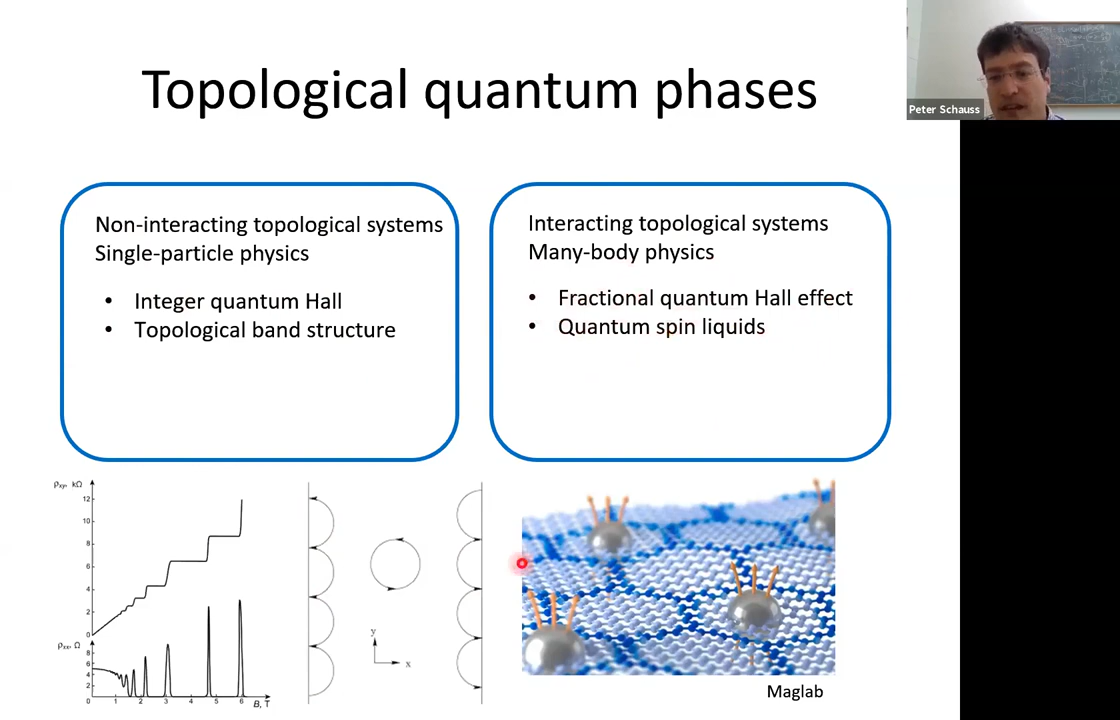 Topological quantum phases
Peter Schauss
Non-interacting topological systems
Single-particle physics
• Integer quantum Hall
• Topological band structure
Interacting topological systems
Many-body physics
• Fractional quantum Hall effect
• Quantum spin liquids
ρxy, kΩ
12
10
8
6
4
2
0
ρxx, Ω
8
6
4
2
0 1 2 3 4 5 6 B, T
y
x
Maglab